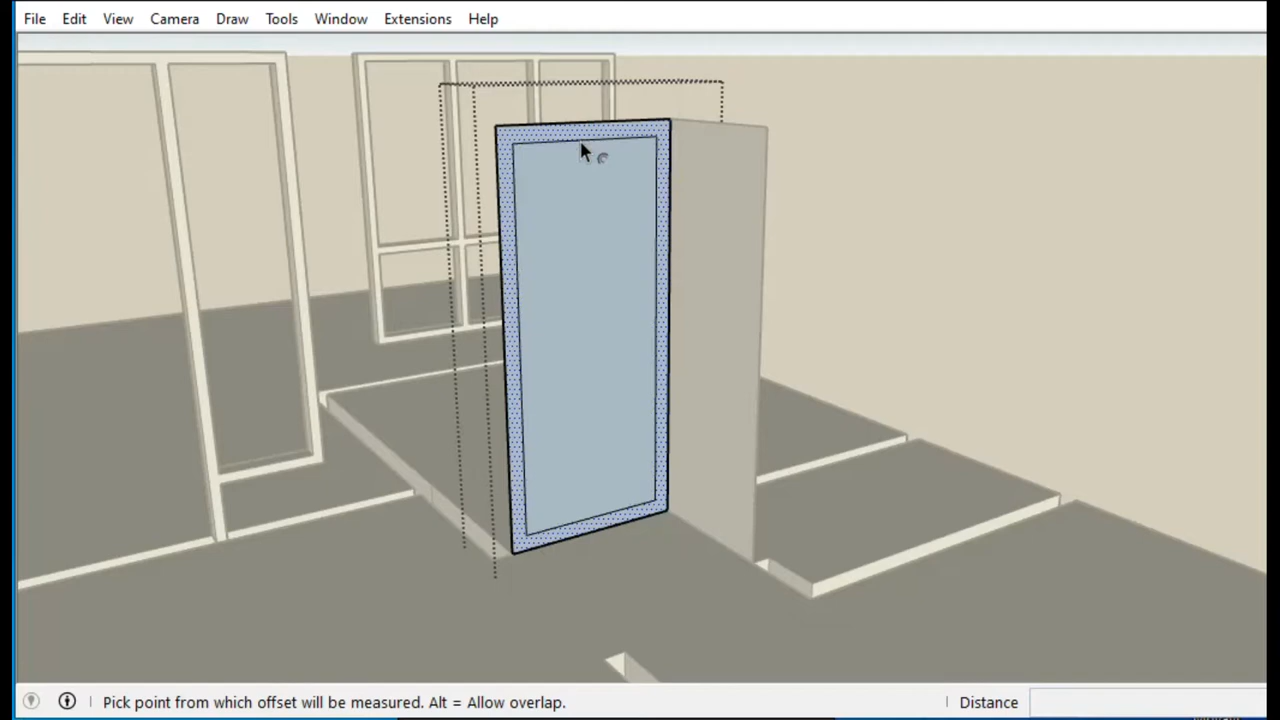 File Edit View Camera Draw Tools Window Extensions Help
Pick point from which offset will be measured. Alt = Allow overlap. Distance